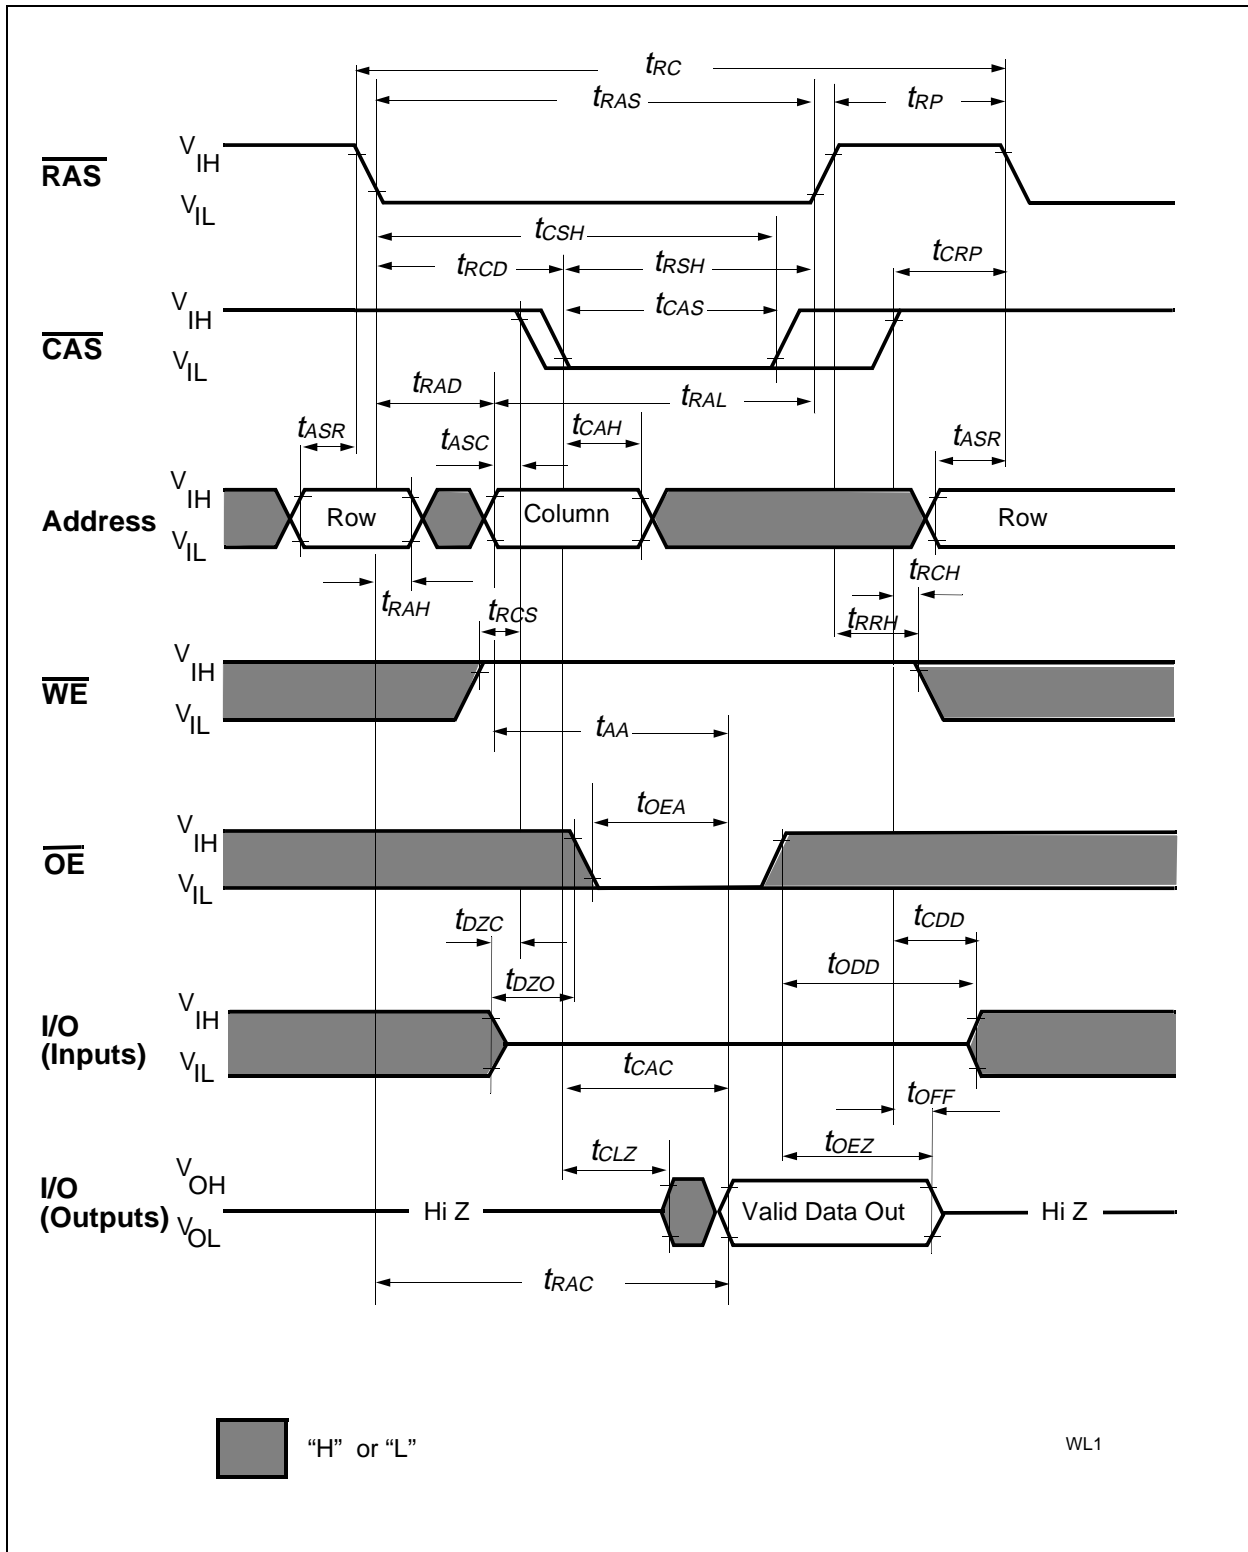 tRC
tRAS
tRP
RAS
VIH
VIL
tCSH
tRCD
tRSH
tCRP
tCAS
CAS
VIH
VIL
tRAD
tRAL
tASR
tASC
tCAH
tASR
Address
VIH
VIL
Row
Column
Row
tRAH
tRCS
tRCH
tRRH
WE
VIH
VIL
tAA
tOEA
OE
VIH
VIL
tDZC
tCDD
tDZO
tODD
I/O
(Inputs)
VIH
VIL
tCAC
tOFF
tCLZ
tOEZ
I/O
(Outputs)
VOH
VOL
Hi Z
Valid Data Out
Hi Z
tRAC
“H” or “L”
WL1